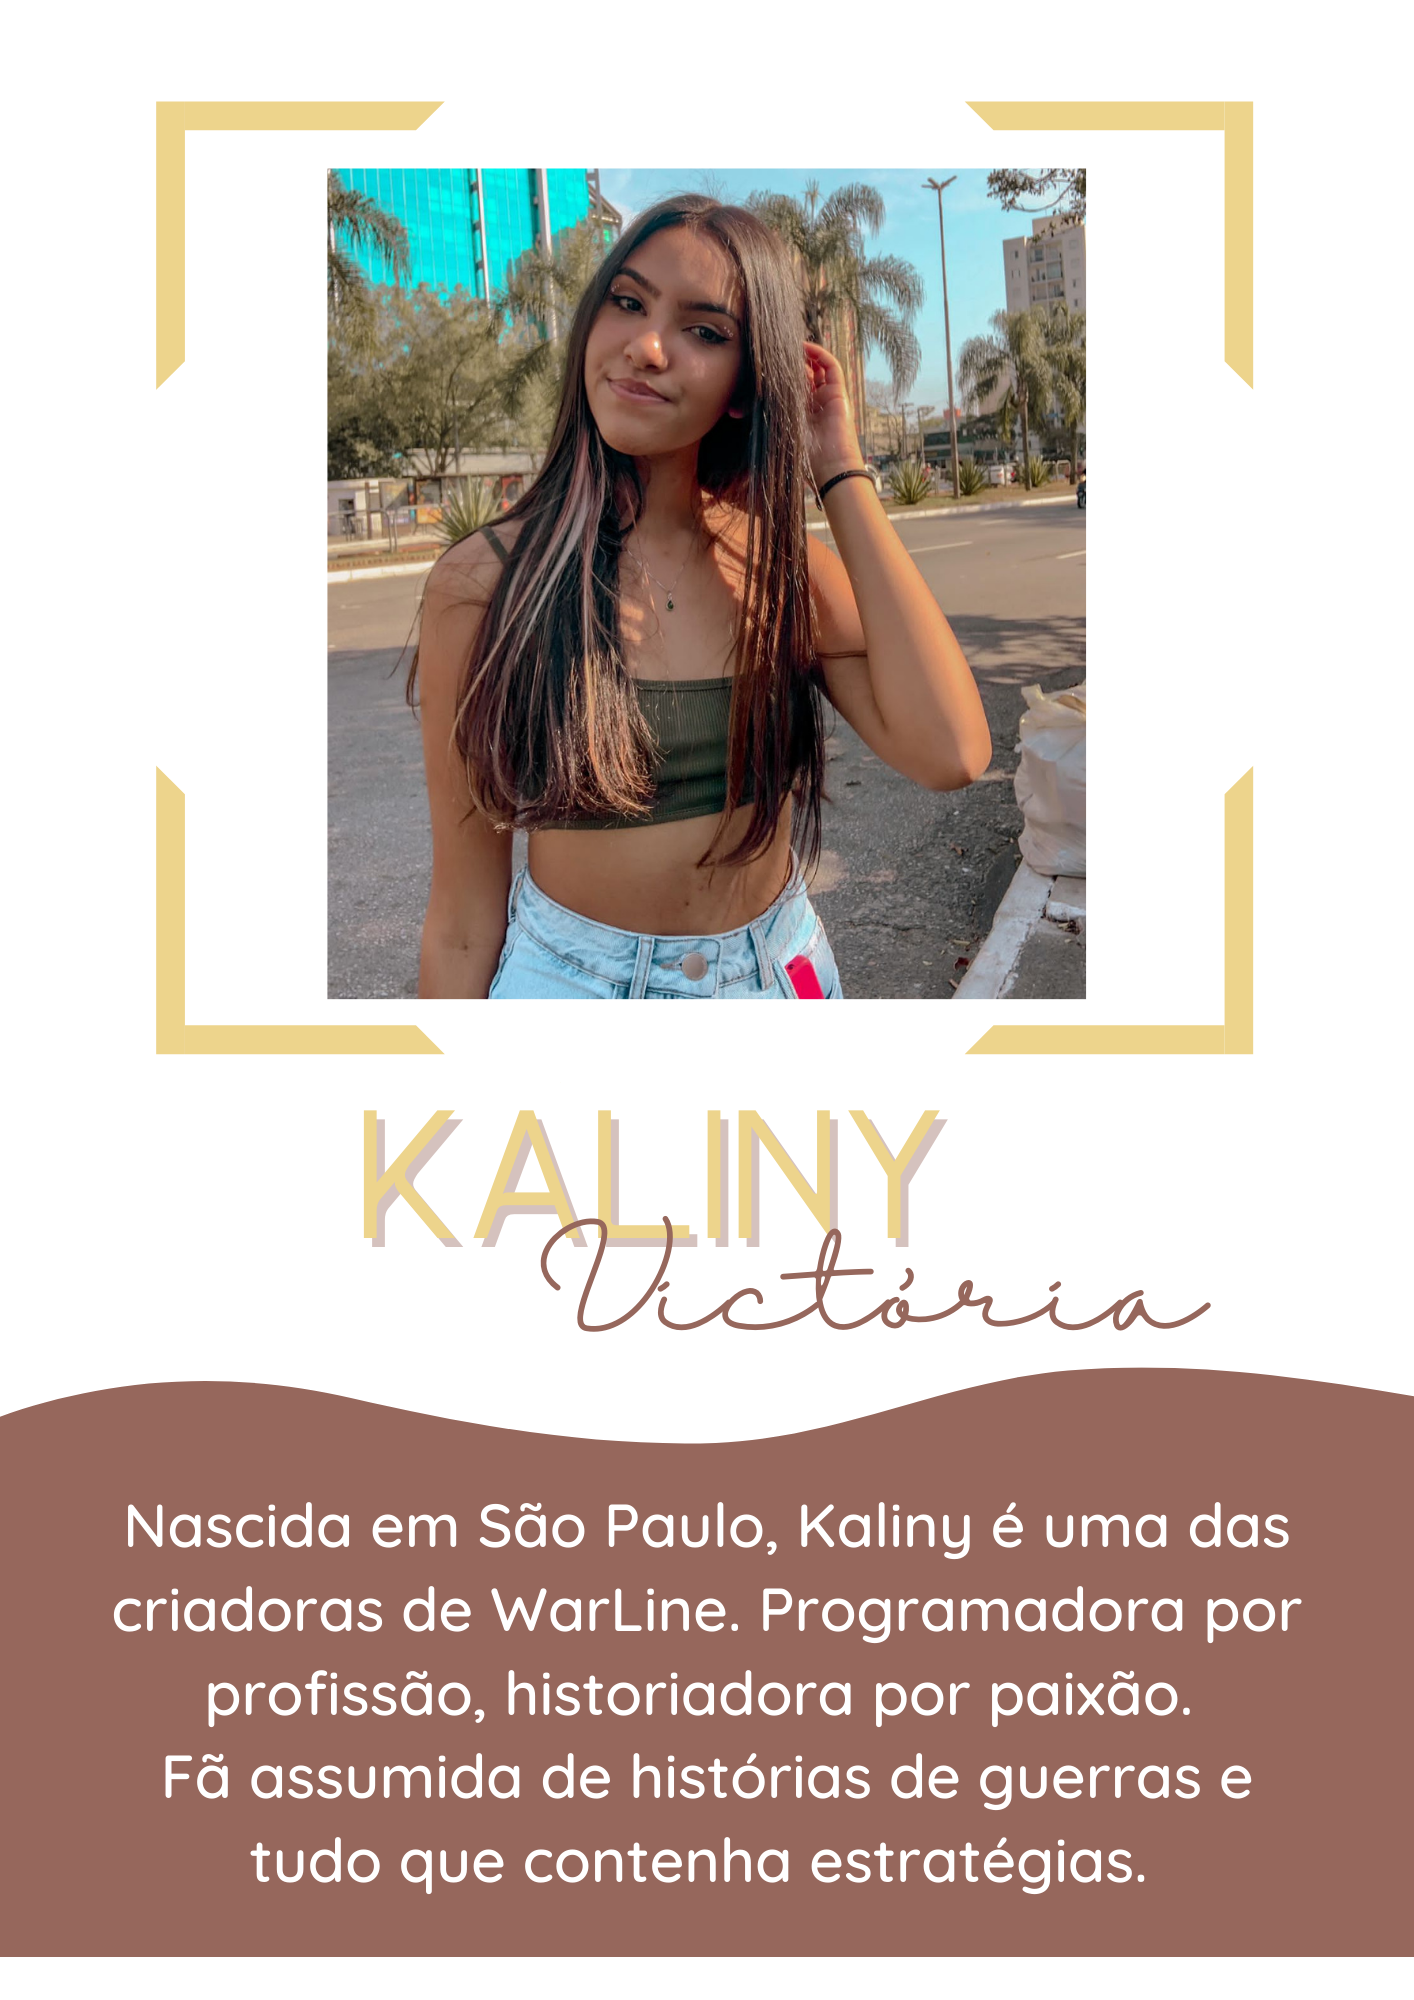 KALINY
Victória
Nascida em São Paulo, Kaliny é uma das
criadoras de WarLine. Programadora por
profissão, historiadora por paixão.
Fã assumida de histórias de guerras e
tudo que contenha estratégias.